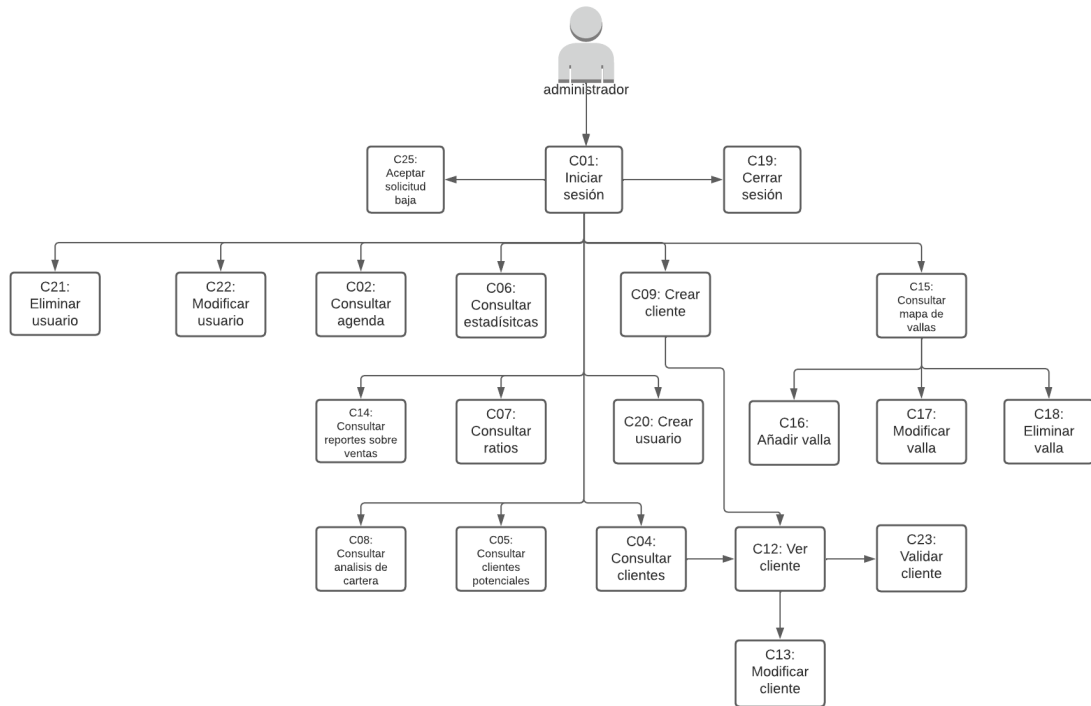 administrador
C25:
Aceptar
solicitud
baja
C01:
Iniciar
sesión
C19:
Cerrar
sesión
C21:
Eliminar
usuario
C22:
Modificar
usuario
C02:
Consultar
agenda
C06:
Consultar
estadísitcas
C09: Crear
cliente
C15:
Consultar
mapa de
vallas
C14:
Consultar
reportes sobre
ventas
C07:
Consultar
ratios
C20: Crear
usuario
C16:
Añadir valla
C17:
Modificar
valla
C18:
Eliminar
valla
C08:
Consultar
analisis de
cartera
C05:
Consultar
clientes
potenciales
C04:
Consultar
clientes
C12: Ver
cliente
C23:
Validar
cliente
C13:
Modificar
cliente